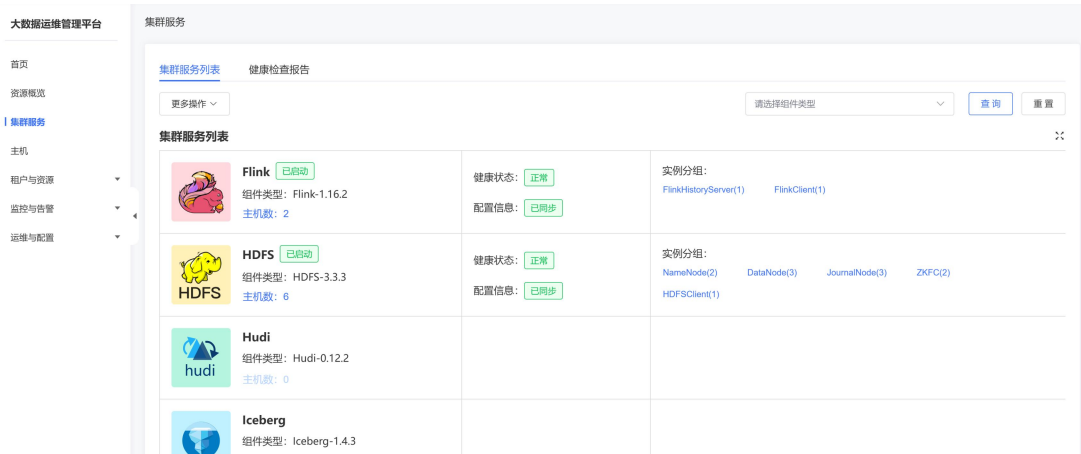 大数据运维管理平台
集群服务
首页
资源概览
集群服务
主机
租户与资源
监控与告警
运维与配置
集群服务列表 健康检查报告
更多操作 请选择组件类型 查询 重置
集群服务列表
Flink 已启动
组件类型：Flink-1.16.2
主机数：2
健康状态：正常
配置信息：已同步
实例分组：
FlinkHistoryServer(1) FlinkClient(1)
HDFS
HDFS 已启动
组件类型：HDFS-3.3.3
主机数：6
健康状态：正常
配置信息：已同步
实例分组：
NameNode(2) DataNode(3) JournalNode(3) ZKFC(2)
HDFSClient(1)
hudi
Hudi
组件类型：Hudi-0.12.2
主机数：0
Iceberg
组件类型：Iceberg-1.4.3